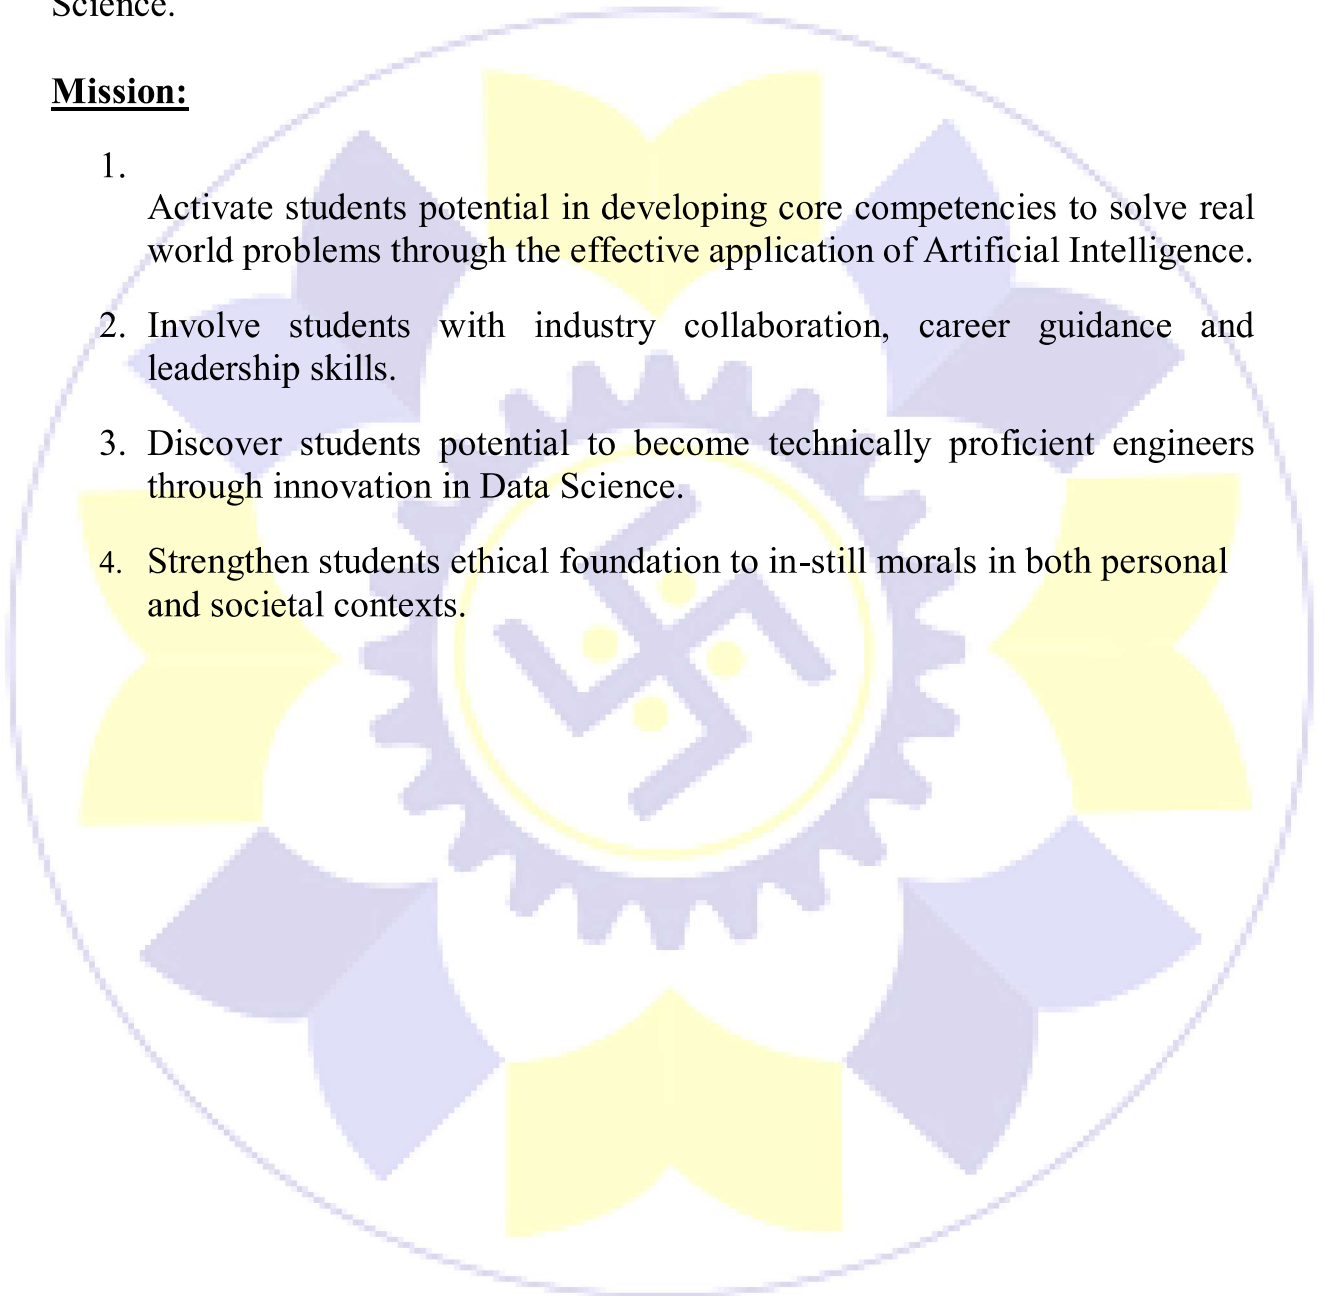 Science.
Mission:
1.
Activate students potential in developing core competencies to solve real
world problems through the effective application of Artificial Intelligence.
2. Involve students with industry collaboration, career guidance and
leadership skills.
3. Discover students potential to become technically proficient engineers
through innovation in Data Science.
4. Strengthen students ethical foundation to in-still morals in both personal
and societal contexts.